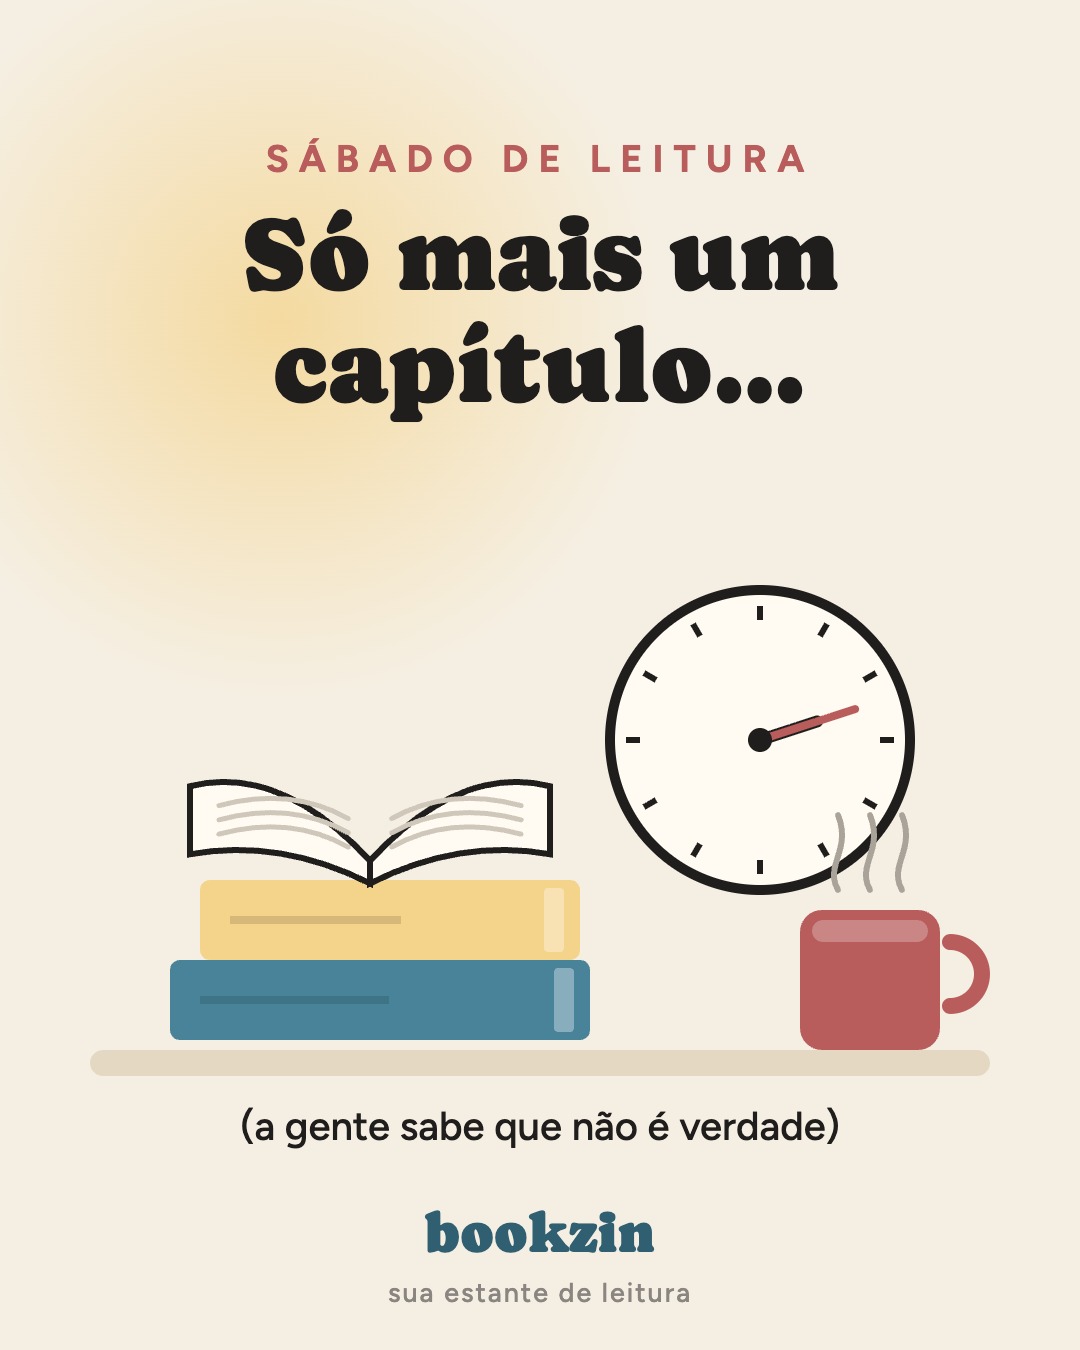 SÁBADO DE LEITURA
Só mais um
capítulo...
(a gente sabe que não é verdade)
bookzin
sua estante de leitura